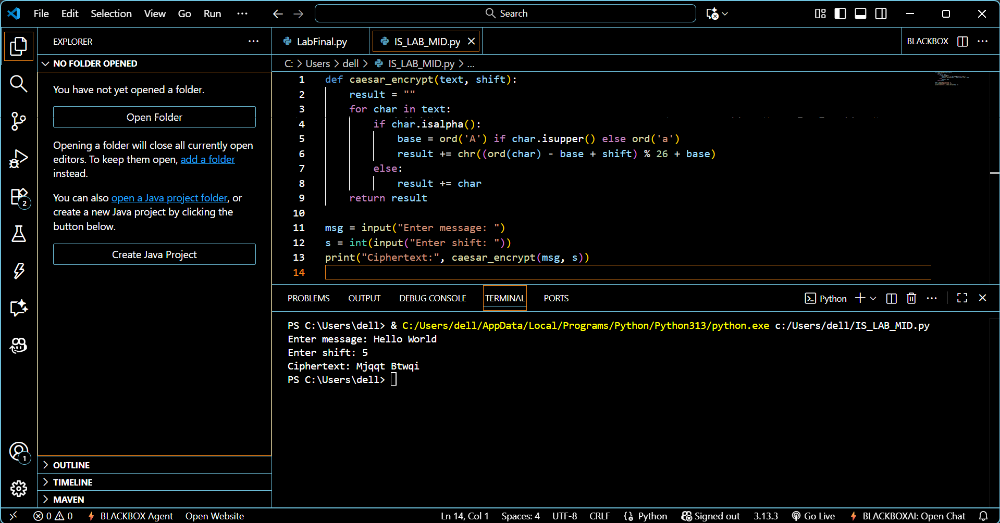 File Edit Selection View Go Run ··· Search
EXPLORER ···
NO FOLDER OPENED
You have not yet opened a folder.
Open Folder
Opening a folder will close all currently open
editors. To keep them open, add a folder
instead.
You can also open a Java project folder, or
create a new Java project by clicking the
button below.
Create Java Project
OUTLINE
TIMELINE
MAVEN
2
1
LabFinal.py IS_LAB_MID.py BLACKBOX ···
C: > Users > dell > IS_LAB_MID.py > ...
1 def caesar_encrypt(text, shift):
2 result = ""
3 for char in text:
4 if char.isalpha():
5 base = ord('A') if char.isupper() else ord('a')
6 result += chr((ord(char) - base + shift) % 26 + base)
7 else:
8 result += char
9 return result
10
11 msg = input("Enter message: ")
12 s = int(input("Enter shift: "))
13 print("Ciphertext:", caesar_encrypt(msg, s))
14
PROBLEMS OUTPUT DEBUG CONSOLE TERMINAL PORTS Python ···
PS C:\Users\dell> & C:/Users/dell/AppData/Local/Programs/Python/Python313/python.exe c:/Users/dell/IS_LAB_MID.py
Enter message: Hello World
Enter shift: 5
Ciphertext: Mjqqt Btwqi
PS C:\Users\dell>
0 0 BLACKBOX Agent Open Website Ln 14, Col 1 Spaces: 4 UTF-8 CRLF {} Python Signed out 3.13.3 Go Live BLACKBOXAI: Open Chat